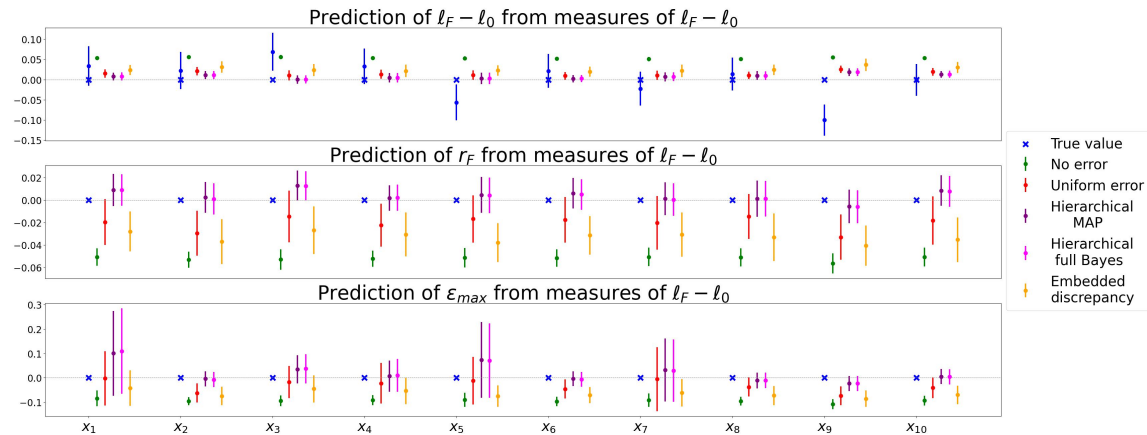 Prediction of ℓ_F − ℓ_0 from measures of ℓ_F − ℓ_0
0.10
0.05
0.00
−0.05
−0.10
−0.15
Prediction of r_F from measures of ℓ_F − ℓ_0
0.02
0.00
−0.02
−0.04
−0.06
Prediction of ε_max from measures of ℓ_F − ℓ_0
0.3
0.2
0.1
0.0
−0.1
x_1 x_2 x_3 x_4 x_5 x_6 x_7 x_8 x_9 x_10
True value
No error
Uniform error
Hierarchical
MAP
Hierarchical
full Bayes
Embedded
discrepancy